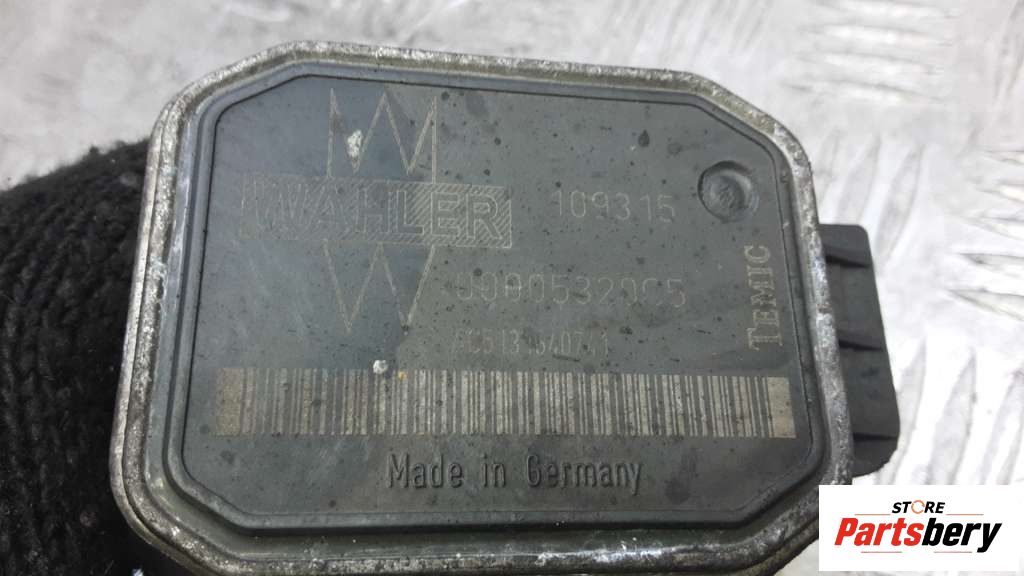 WAHLER
109315
TEMIC
Made in Germany
STORE
Partsbery